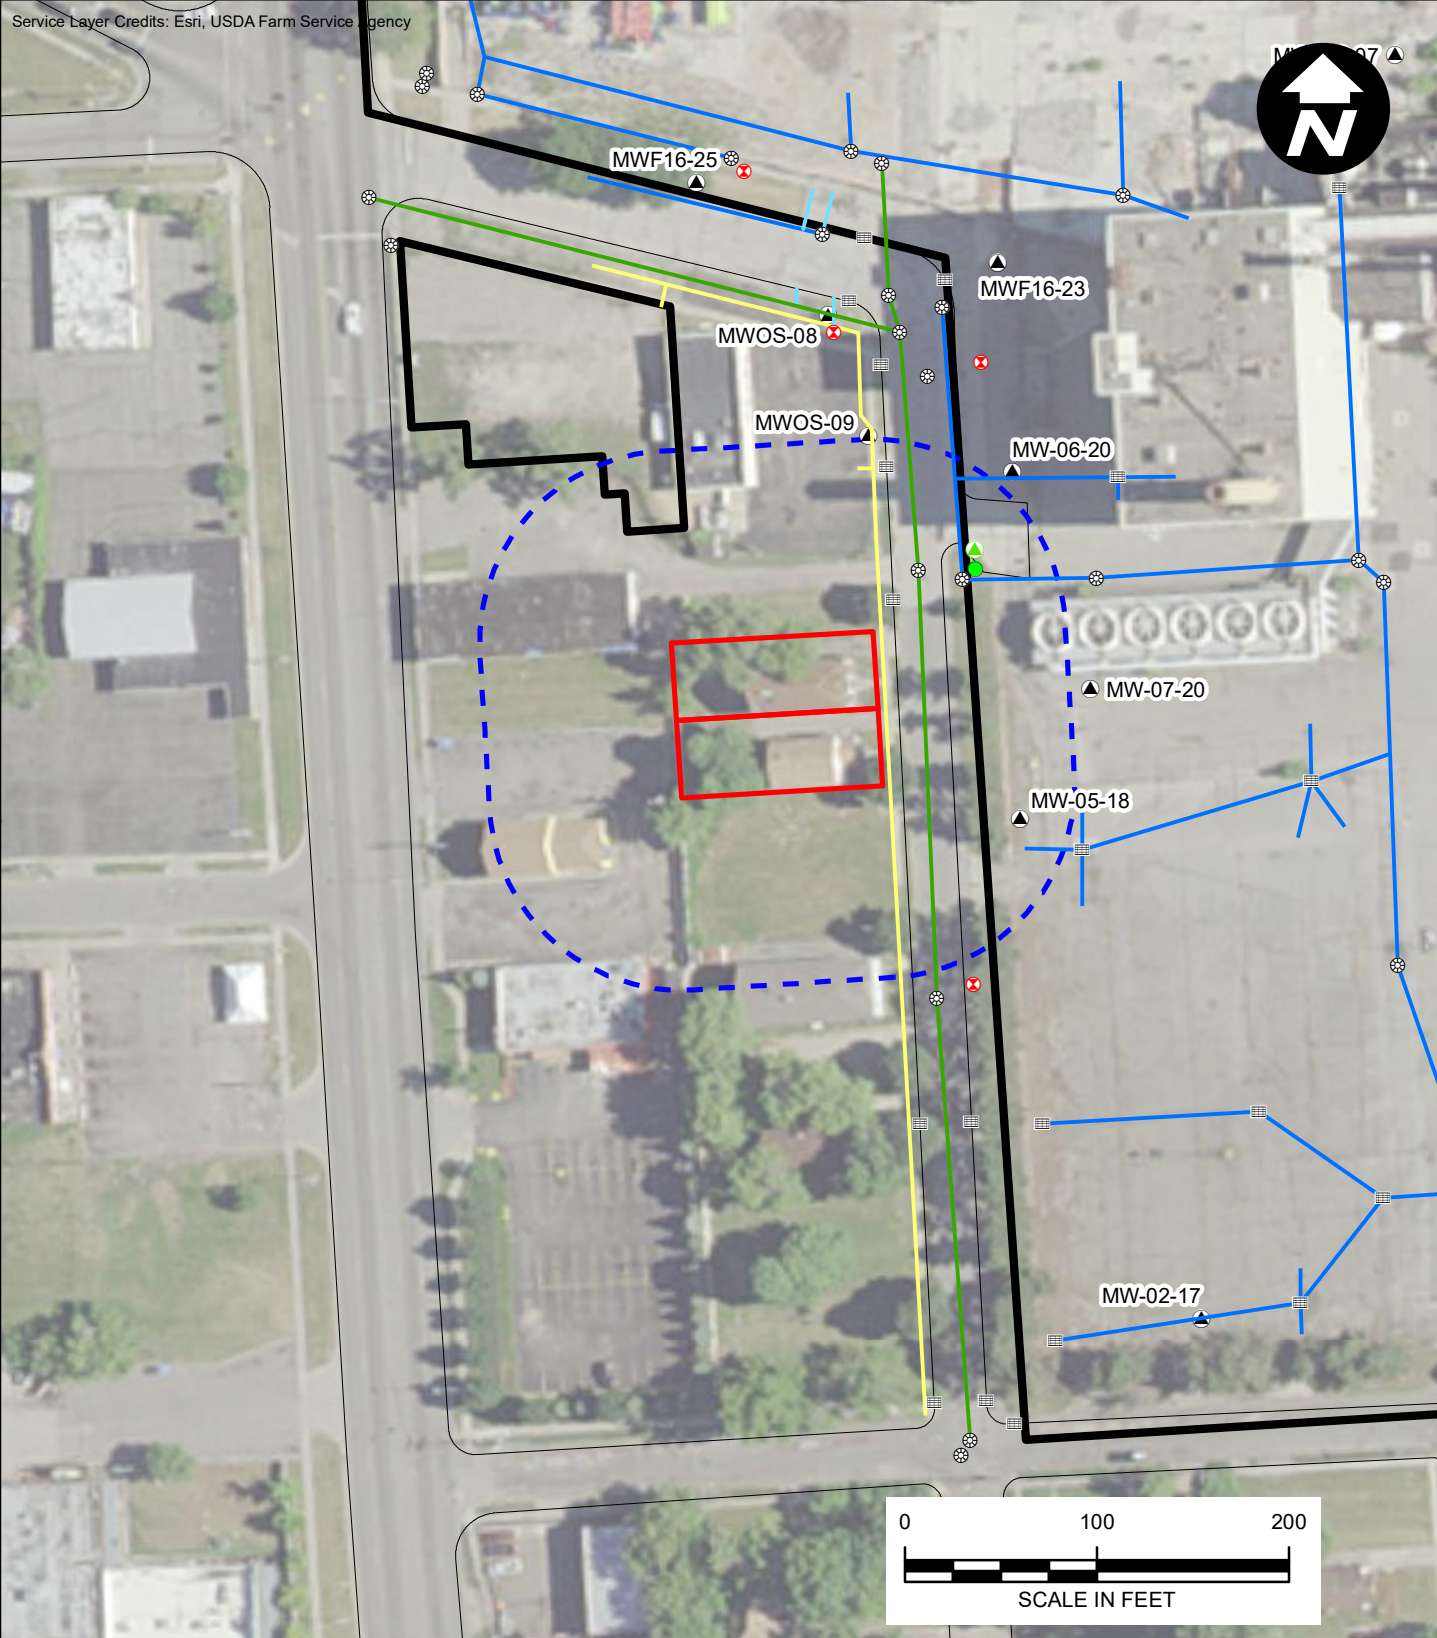 Service Layer Credits: Esri, USDA Farm Service Agency
07
N
MWF16-25
MWF16-23
MWOS-08
MWOS-09
MW-06-20
MW-07-20
MW-05-18
MW-02-17
0 100 200
SCALE IN FEET